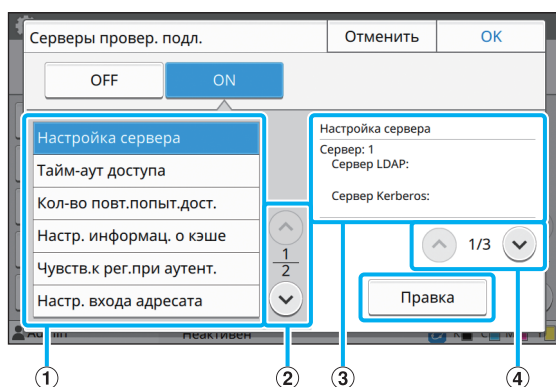 Серверы провер. подл.
Отменить
OK
OFF
ON
Настройка сервера
Тайм-аут доступа
Кол-во повт.попыт.дост.
Настр. информац. о кэше
Чувств.к рег.при аутент.
Настр. входа адресата
1
2
Настройка сервера
Сервер: 1
Сервер LDAP:
Сервер Kerberos:
1/3
Правка
Admin
Неактивен
1
2
3
4